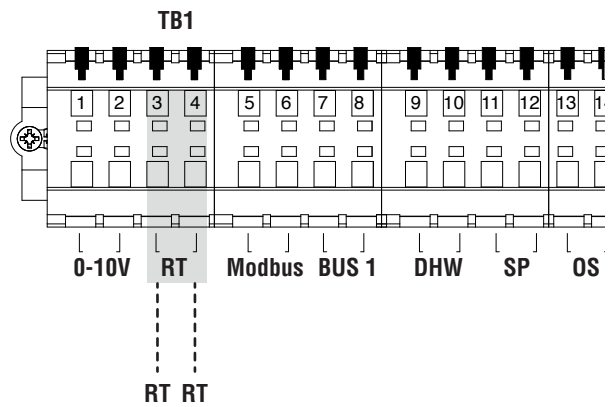 TB1
1 2 3 4 5 6 7 8 9 10 11 12 13
0-10V RT Modbus BUS 1 DHW SP OS
RT RT